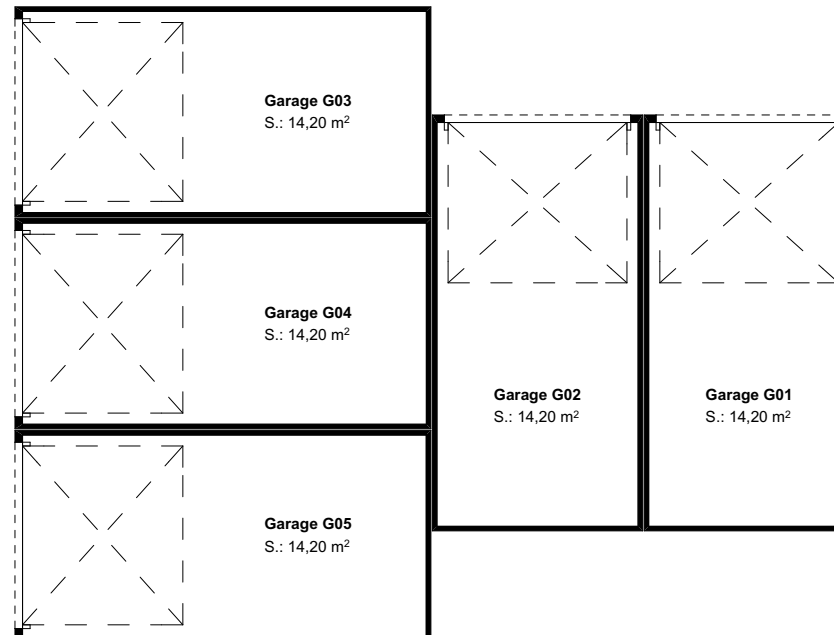 Garage G03
S.: 14,20 m²
Garage G04
S.: 14,20 m²
Garage G02
S.: 14,20 m²
Garage G01
S.: 14,20 m²
Garage G05
S.: 14,20 m²